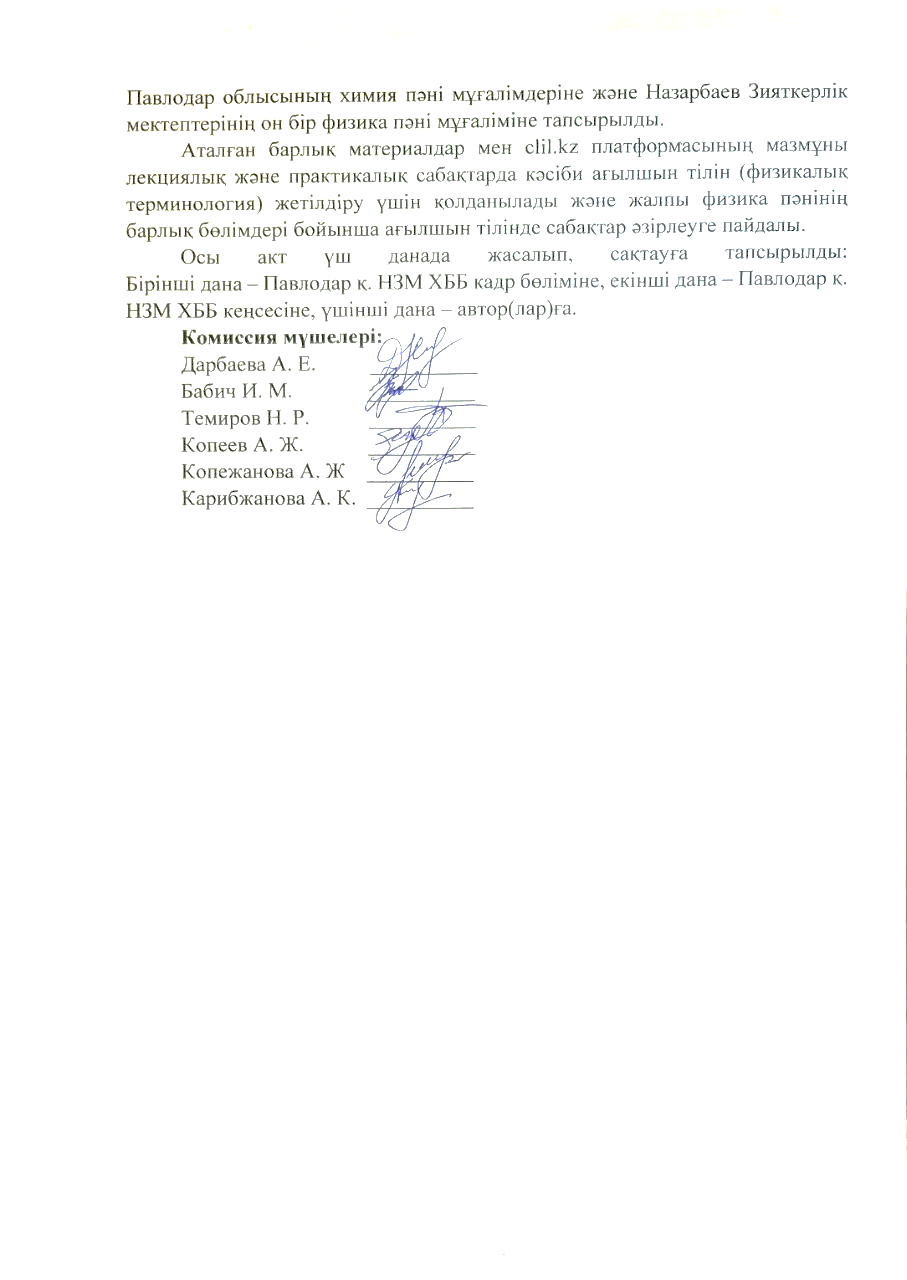 Павлодар облысының химия пәні мұғалімдеріне және Назарбаев Зияткерлік
мектептерінің он бір физика пәні мұғаліміне тапсырылды.
Аталған барлық материалдар мен clil.kz платформасының мазмұны
лекциялық және практикалық сабақтарда кәсіби ағылшын тілін (физикалық
терминология) жетілдіру үшін қолданылады және жалпы физика пәнінің
барлық бөлімдері бойынша ағылшын тілінде сабақтар әзірлеуге пайдалы.
Осы акт үш данада жасалып, сақтауға тапсырылды:
Бірінші дана – Павлодар қ. НЗМ ХББ кадр бөліміне, екінші дана – Павлодар қ.
НЗМ ХББ кеңсесіне, үшінші дана – автор(лар)ға.
Комиссия мүшелері:
Дарбаева А. Е.
Бабич И. М.
Темиров Н. Р.
Копеев А. Ж.
Копежанова А. Ж
Карибжанова А. К.